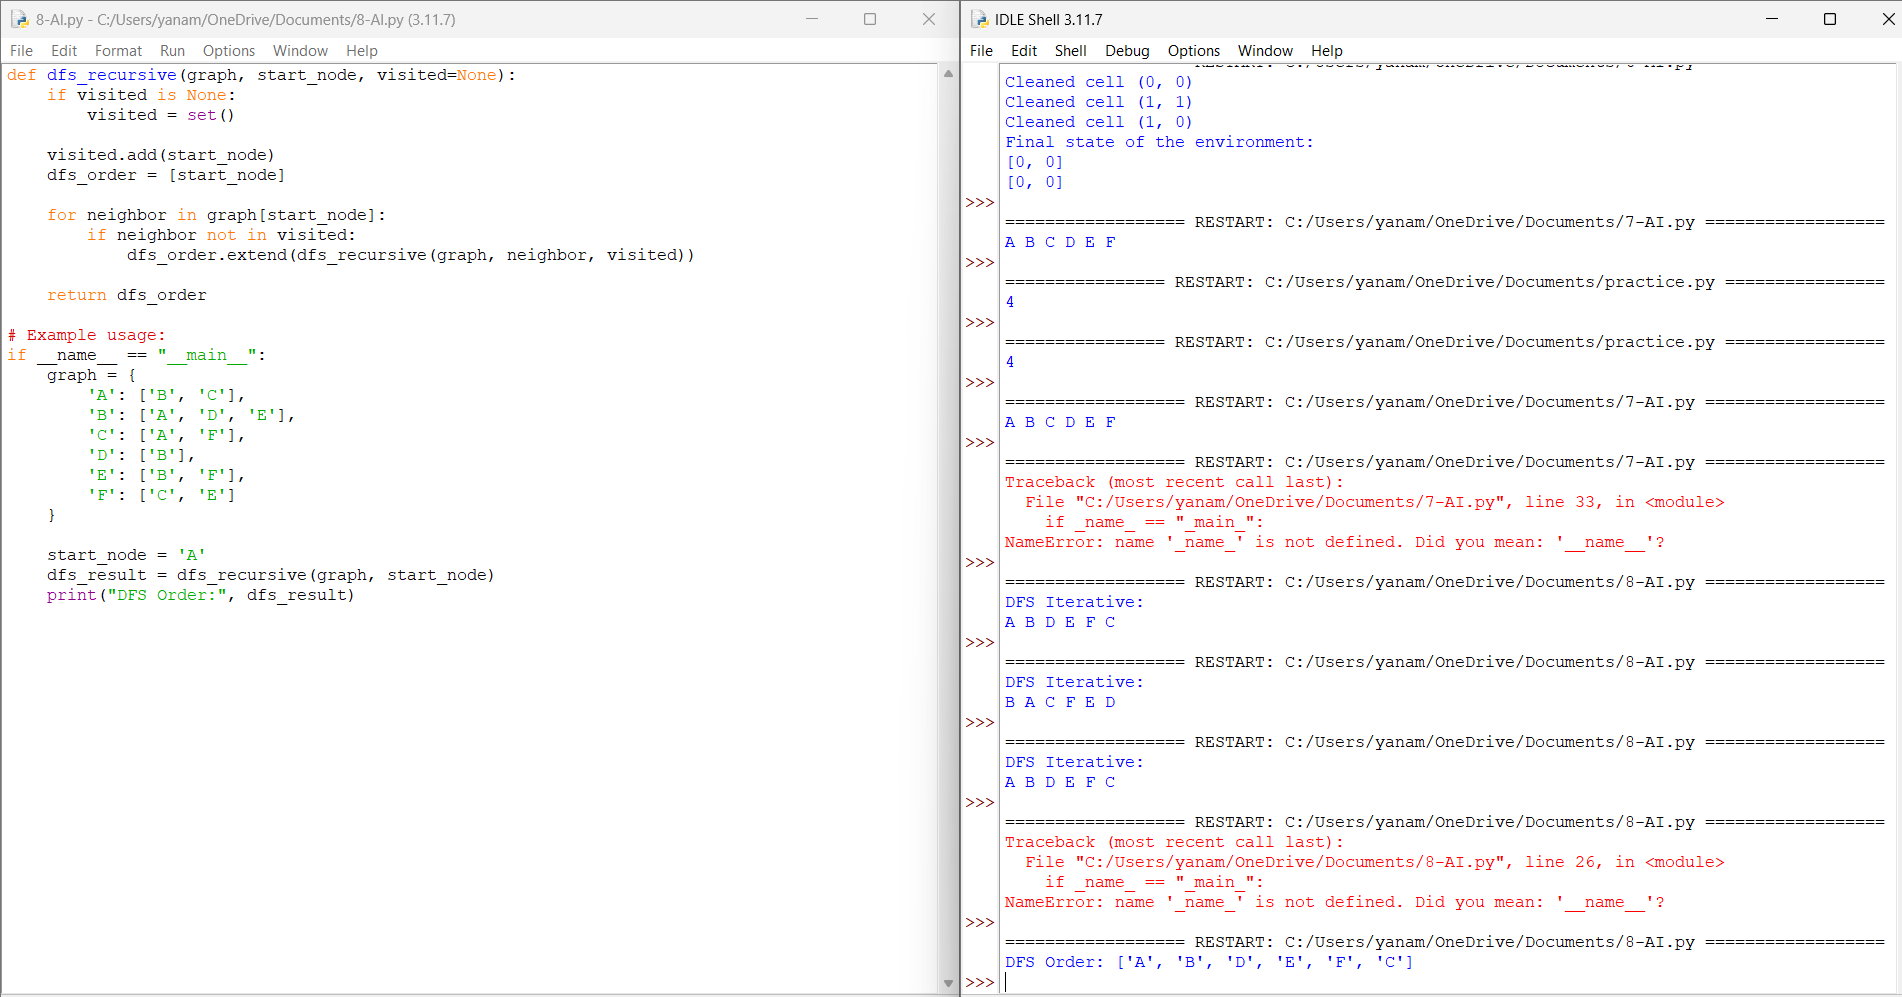 8-AI.py - C:/Users/yanam/OneDrive/Documents/8-AI.py (3.11.7)
File Edit Format Run Options Window Help
def dfs_recursive(graph, start_node, visited=None):
    if visited is None:
        visited = set()

    visited.add(start_node)
    dfs_order = [start_node]

    for neighbor in graph[start_node]:
        if neighbor not in visited:
            dfs_order.extend(dfs_recursive(graph, neighbor, visited))

    return dfs_order

# Example usage:
if __name__ == "__main__":
    graph = {
        'A': ['B', 'C'],
        'B': ['A', 'D', 'E'],
        'C': ['A', 'F'],
        'D': ['B'],
        'E': ['B', 'F'],
        'F': ['C', 'E']
    }

    start_node = 'A'
    dfs_result = dfs_recursive(graph, start_node)
    print("DFS Order:", dfs_result)
IDLE Shell 3.11.7
File Edit Shell Debug Options Window Help
Cleaned cell (0, 0)
Cleaned cell (1, 1)
Cleaned cell (1, 0)
Final state of the environment:
[0, 0]
[0, 0]
>>>
================== RESTART: C:/Users/yanam/OneDrive/Documents/7-AI.py ==================
A B C D E F
>>>
================ RESTART: C:/Users/yanam/OneDrive/Documents/practice.py ================
4
>>>
================ RESTART: C:/Users/yanam/OneDrive/Documents/practice.py ================
4
>>>
================== RESTART: C:/Users/yanam/OneDrive/Documents/7-AI.py ==================
A B C D E F
>>>
================== RESTART: C:/Users/yanam/OneDrive/Documents/7-AI.py ==================
Traceback (most recent call last):
  File "C:/Users/yanam/OneDrive/Documents/7-AI.py", line 33, in <module>
    if _name_ == "_main_":
NameError: name '_name_' is not defined. Did you mean: '__name__'?
>>>
================== RESTART: C:/Users/yanam/OneDrive/Documents/8-AI.py ==================
DFS Iterative:
A B D E F C
>>>
================== RESTART: C:/Users/yanam/OneDrive/Documents/8-AI.py ==================
DFS Iterative:
B A C F E D
>>>
================== RESTART: C:/Users/yanam/OneDrive/Documents/8-AI.py ==================
DFS Iterative:
A B D E F C
>>>
================== RESTART: C:/Users/yanam/OneDrive/Documents/8-AI.py ==================
Traceback (most recent call last):
  File "C:/Users/yanam/OneDrive/Documents/8-AI.py", line 26, in <module>
    if _name_ == "_main_":
NameError: name '_name_' is not defined. Did you mean: '__name__'?
>>>
================== RESTART: C:/Users/yanam/OneDrive/Documents/8-AI.py ==================
DFS Order: ['A', 'B', 'D', 'E', 'F', 'C']
>>>